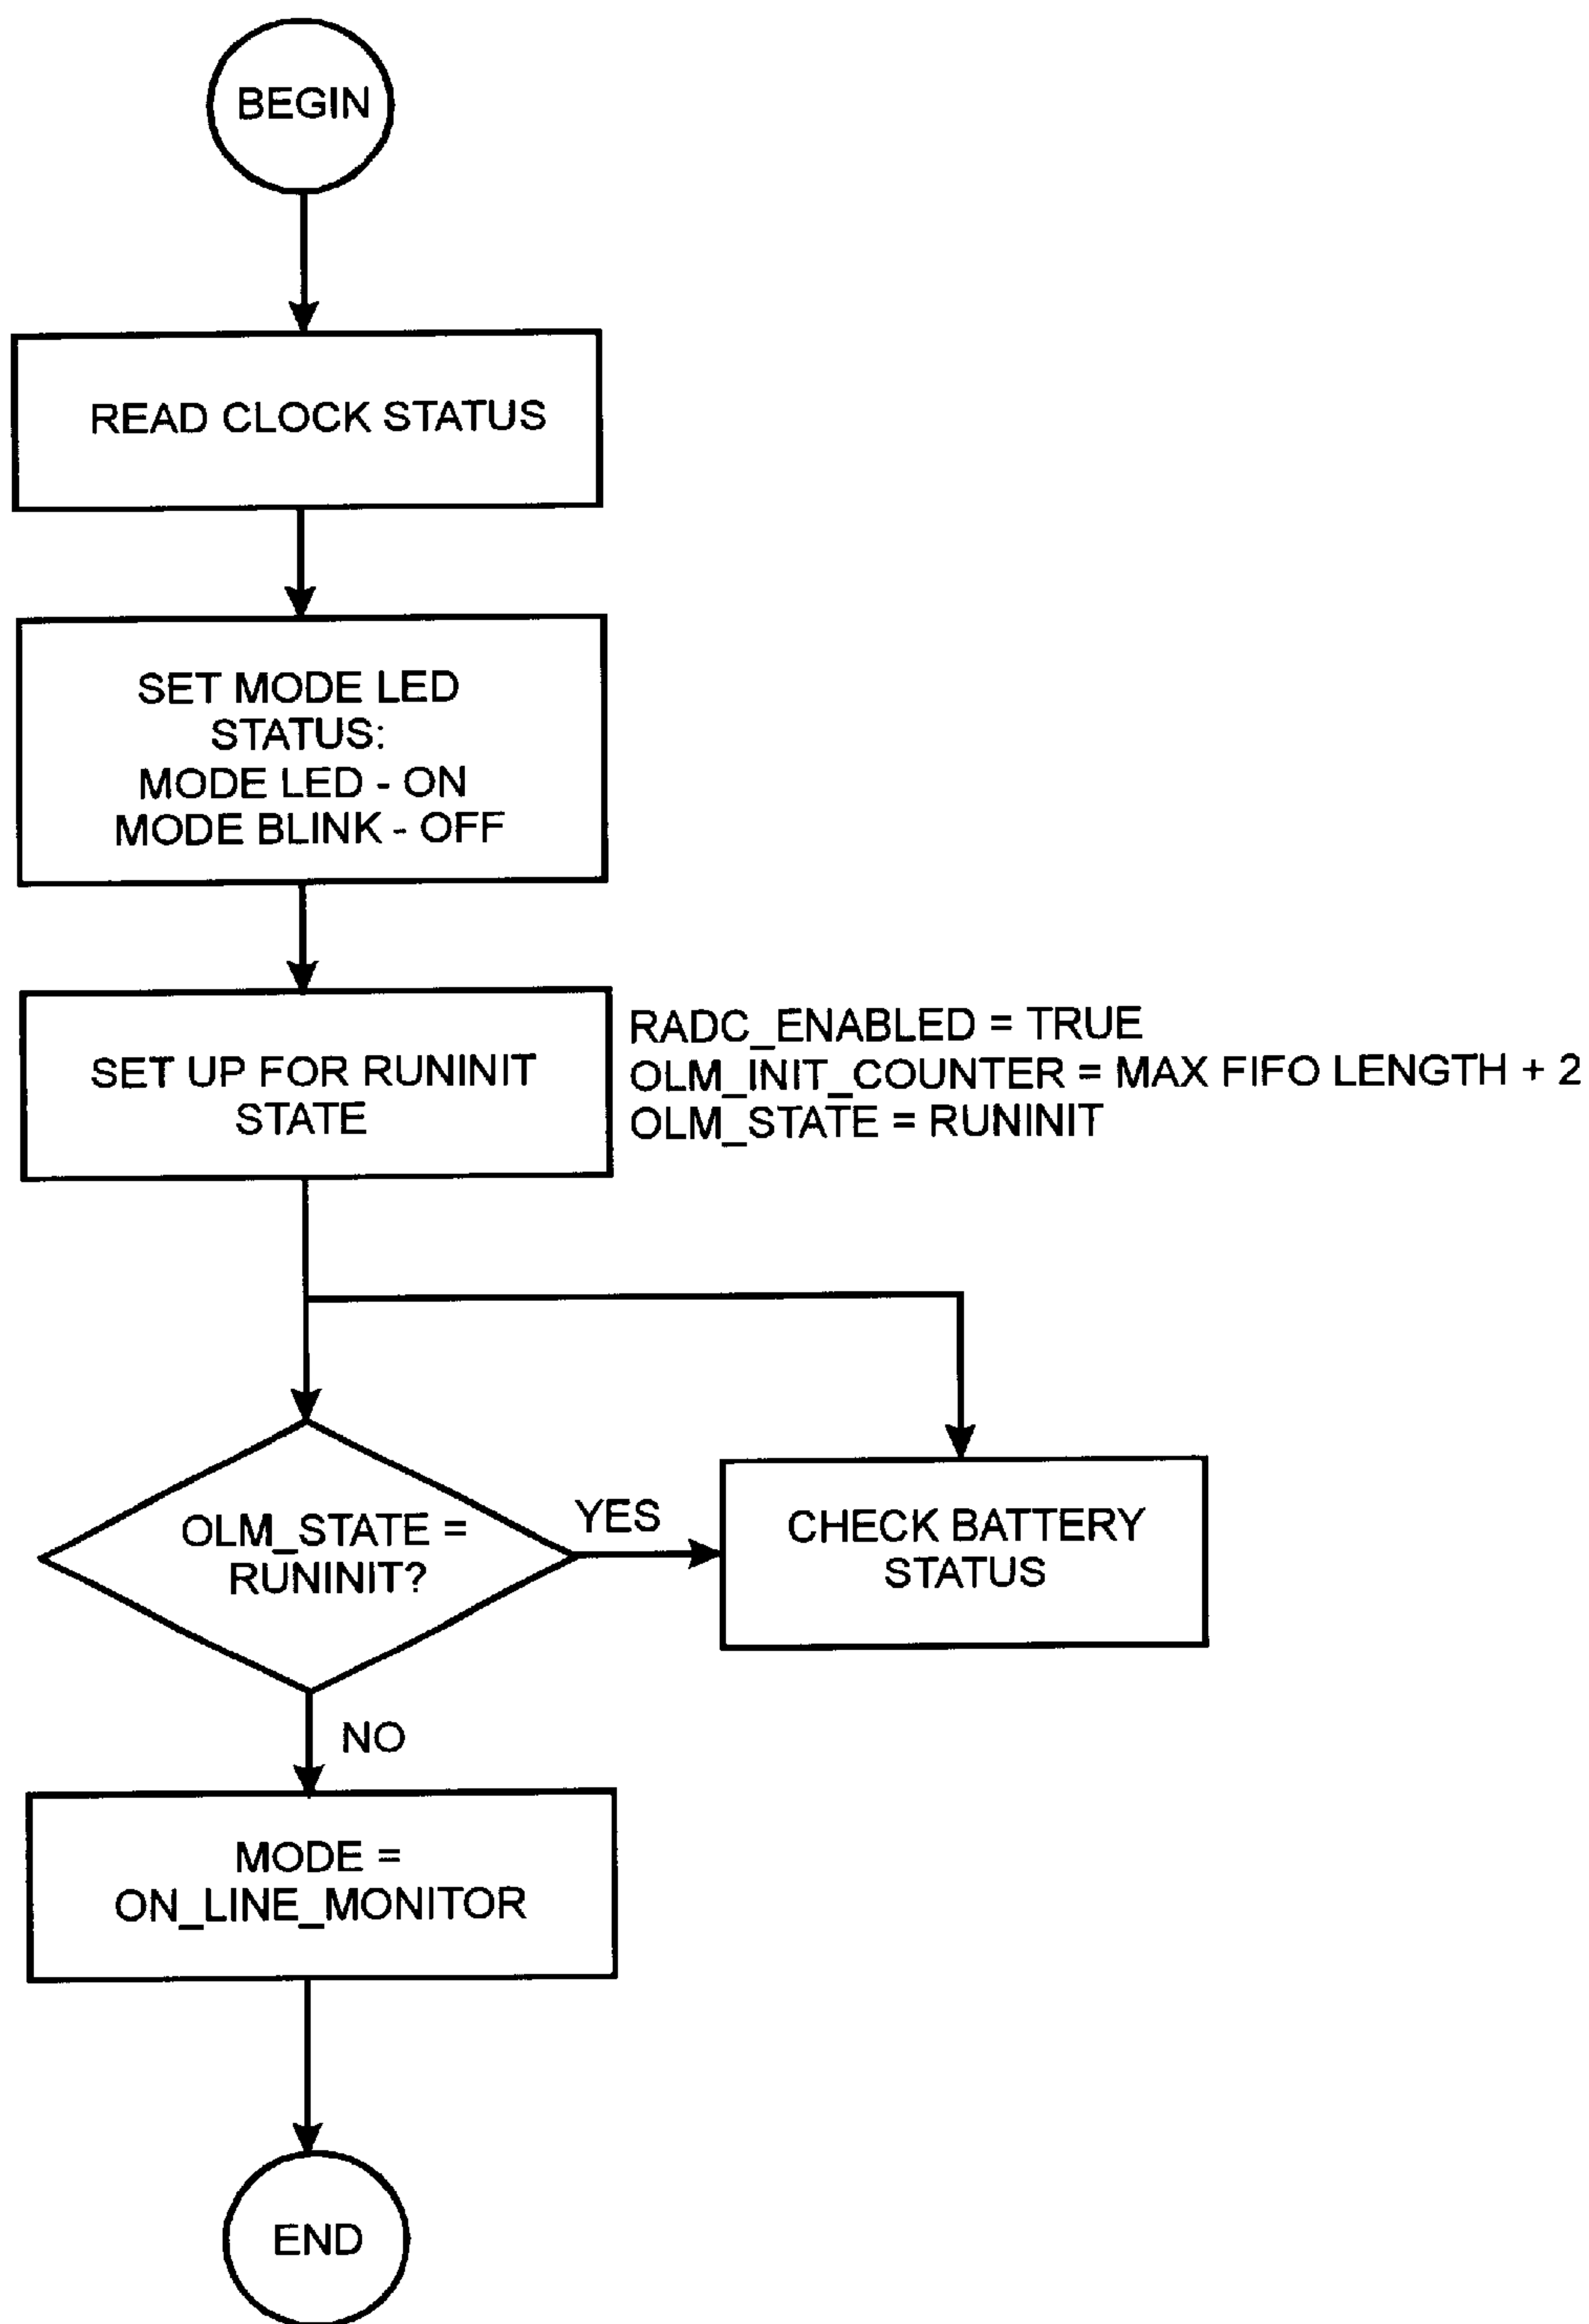 BEGIN
READ CLOCK STATUS
SET MODE LED
STATUS:
MODE LED - ON
MODE BLINK - OFF
SET UP FOR RUNINIT
STATE
RADC_ENABLED = TRUE
OLM_INIT_COUNTER = MAX FIFO LENGTH + 2
OLM_STATE = RUNINIT
OLM_STATE =
RUNINIT?
YES
CHECK BATTERY
STATUS
NO
MODE =
ON_LINE_MONITOR
END